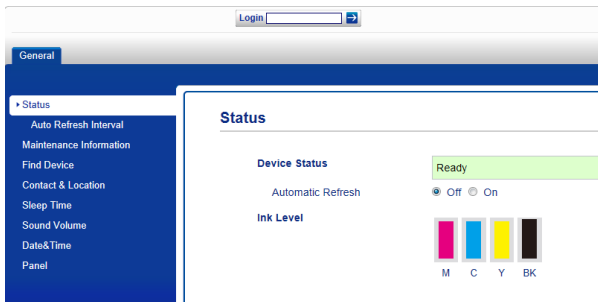 Login
General
Status
Auto Refresh Interval
Maintenance Information
Find Device
Contact & Location
Sleep Time
Sound Volume
Date&Time
Panel
Status
Device Status Ready
Automatic Refresh Off On
Ink Level
M C Y BK